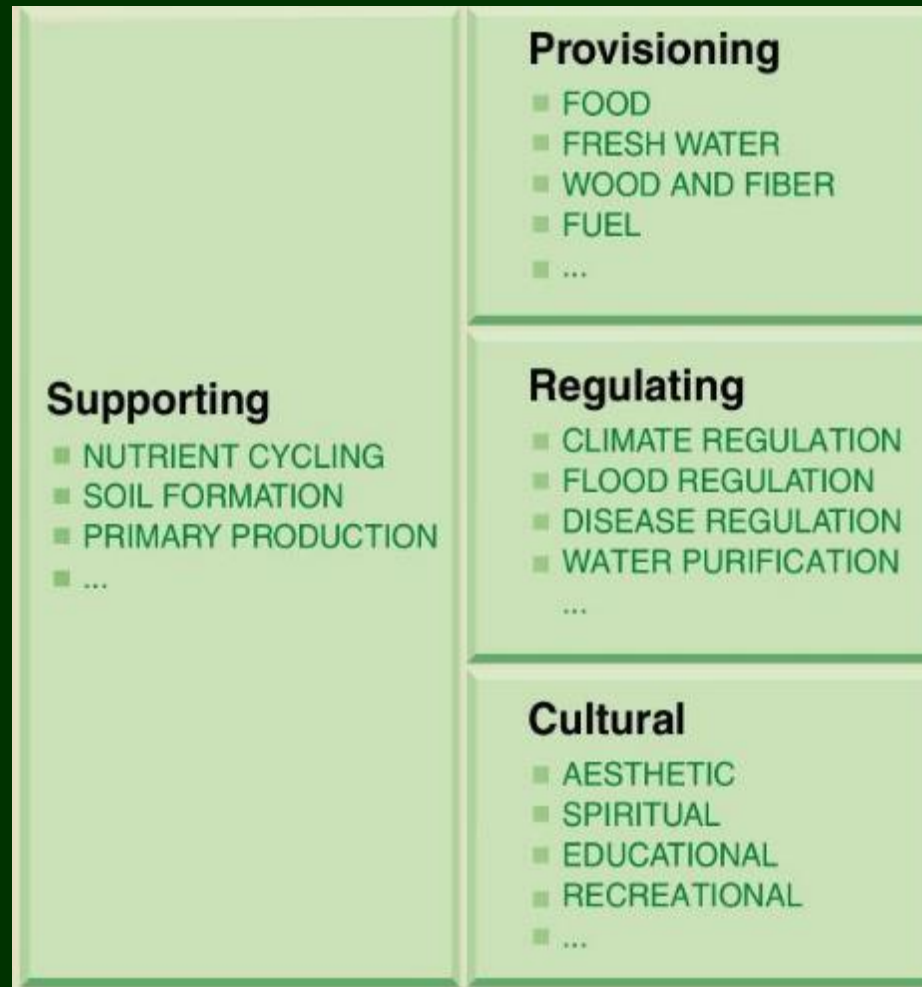 Supporting
NUTRIENT CYCLING
SOIL FORMATION
PRIMARY PRODUCTION
...
Provisioning
FOOD
FRESH WATER
WOOD AND FIBER
FUEL
...
Regulating
CLIMATE REGULATION
FLOOD REGULATION
DISEASE REGULATION
WATER PURIFICATION
...
Cultural
AESTHETIC
SPIRITUAL
EDUCATIONAL
RECREATIONAL
...